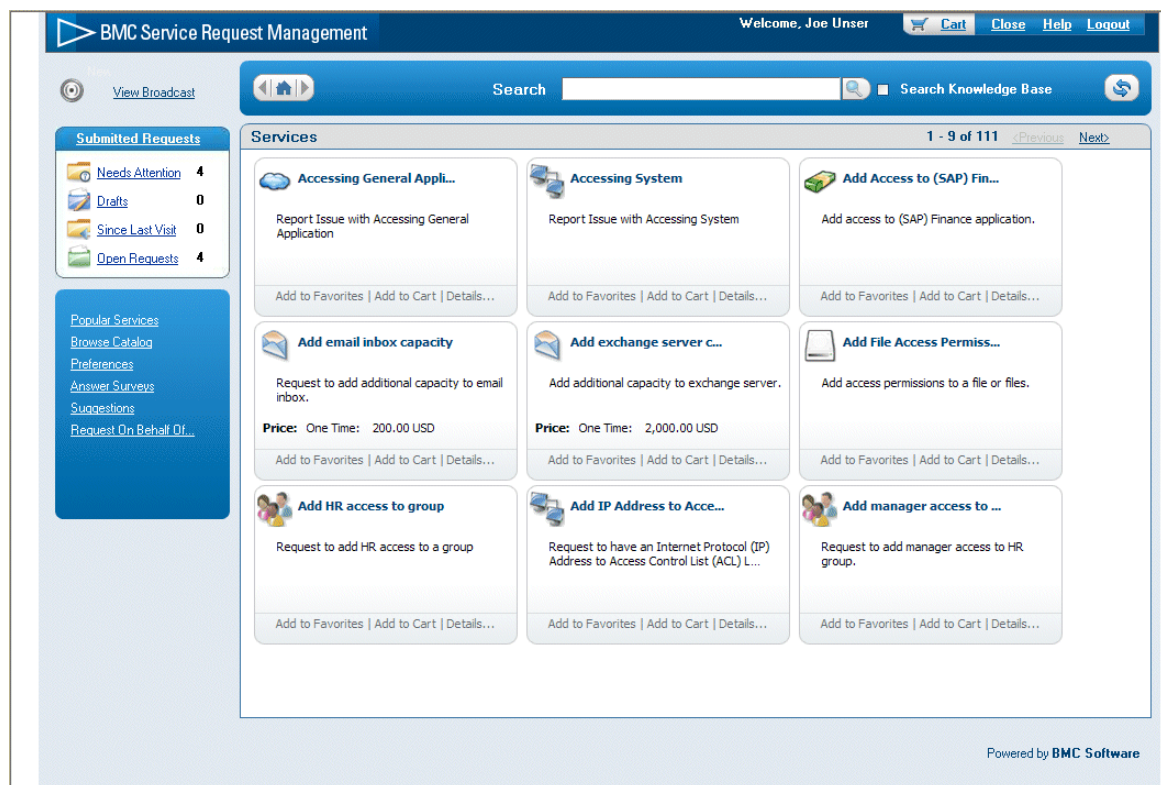 BMC Service Request Management
Welcome, Joe Unser
Cart Close Help Logout
New
View Broadcast
Search
Search Knowledge Base
Submitted Requests
Needs Attention 4
Drafts 0
Since Last Visit 0
Open Requests 4
Popular Services
Browse Catalog
Preferences
Answer Surveys
Suggestions
Request On Behalf Of...
Services
1 - 9 of 111 <Previous Next>
Accessing General Appli...
Report Issue with Accessing General
Application
Add to Favorites | Add to Cart | Details...
Accessing System
Report Issue with Accessing System
Add to Favorites | Add to Cart | Details...
Add Access to (SAP) Fin...
Add access to (SAP) Finance application.
Add to Favorites | Add to Cart | Details...
Add email inbox capacity
Request to add additional capacity to email
inbox.
Price: One Time: 200.00 USD
Add to Favorites | Add to Cart | Details...
Add exchange server c...
Add additional capacity to exchange server.
Price: One Time: 2,000.00 USD
Add to Favorites | Add to Cart | Details...
Add File Access Permiss...
Add access permissions to a file or files.
Add to Favorites | Add to Cart | Details...
Add HR access to group
Request to add HR access to a group
Add to Favorites | Add to Cart | Details...
Add IP Address to Acce...
Request to have an Internet Protocol (IP)
Address to Access Control List (ACL) L...
Add to Favorites | Add to Cart | Details...
Add manager access to ...
Request to add manager access to HR
group.
Add to Favorites | Add to Cart | Details...
Powered by BMC Software